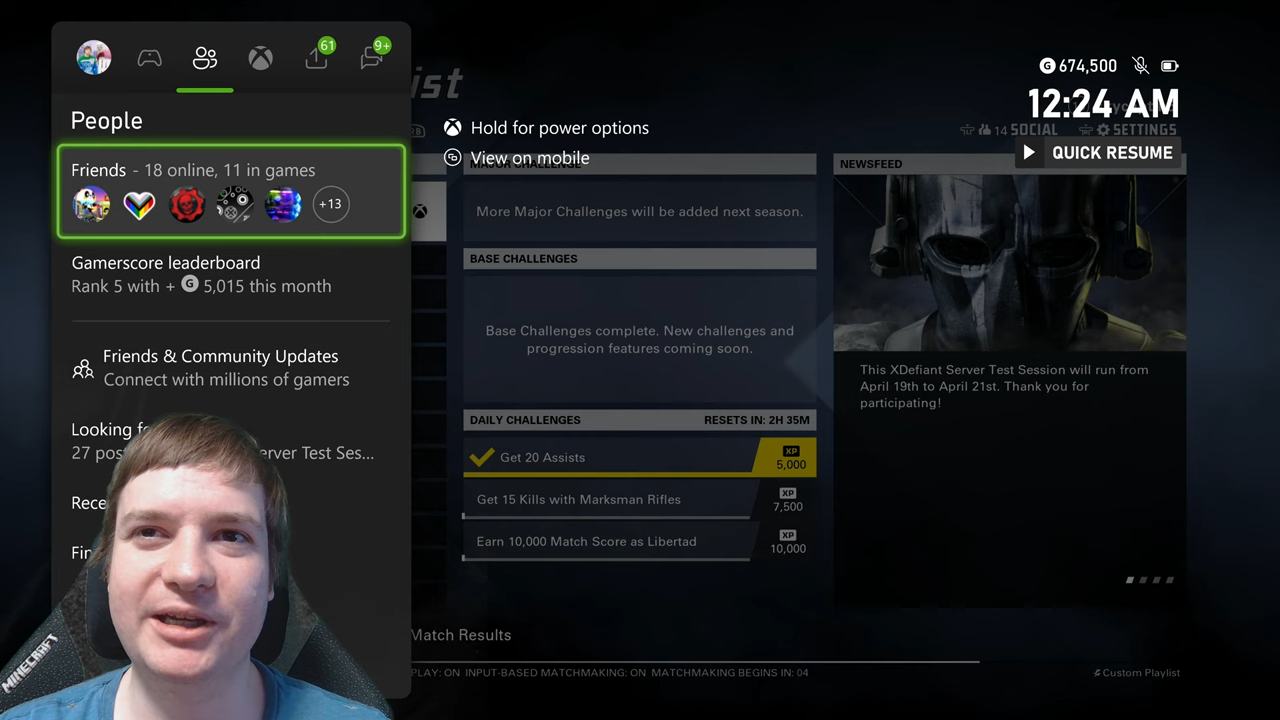 61
9+
ist
674,500
12:24 AM
People
Hold for power options
View on mobile
14 SOCIAL
SETTINGS
QUICK RESUME
Friends - 18 online, 11 in games
+13
Gamerscore leaderboard
Rank 5 with + G 5,015 this month
Friends & Community Updates
Connect with millions of gamers
Looking fo
27 pos
erver Test Ses...
Rece
Fin
RB
More Major Challenges will be added next season.
BASE CHALLENGES
Base Challenges complete. New challenges and
progression features coming soon.
DAILY CHALLENGES
RESETS IN: 2H 35M
Get 20 Assists
XP
5,000
Get 15 Kills with Marksman Rifles
XP
7,500
Earn 10,000 Match Score as Libertad
XP
10,000
NEWSFEED
This XDefiant Server Test Session will run from
April 19th to April 21st. Thank you for
participating!
Match Results
PLAY: ON INPUT-BASED MATCHMAKING: ON MATCHMAKING BEGINS IN: 04
Custom Playlist
MINECRAFT